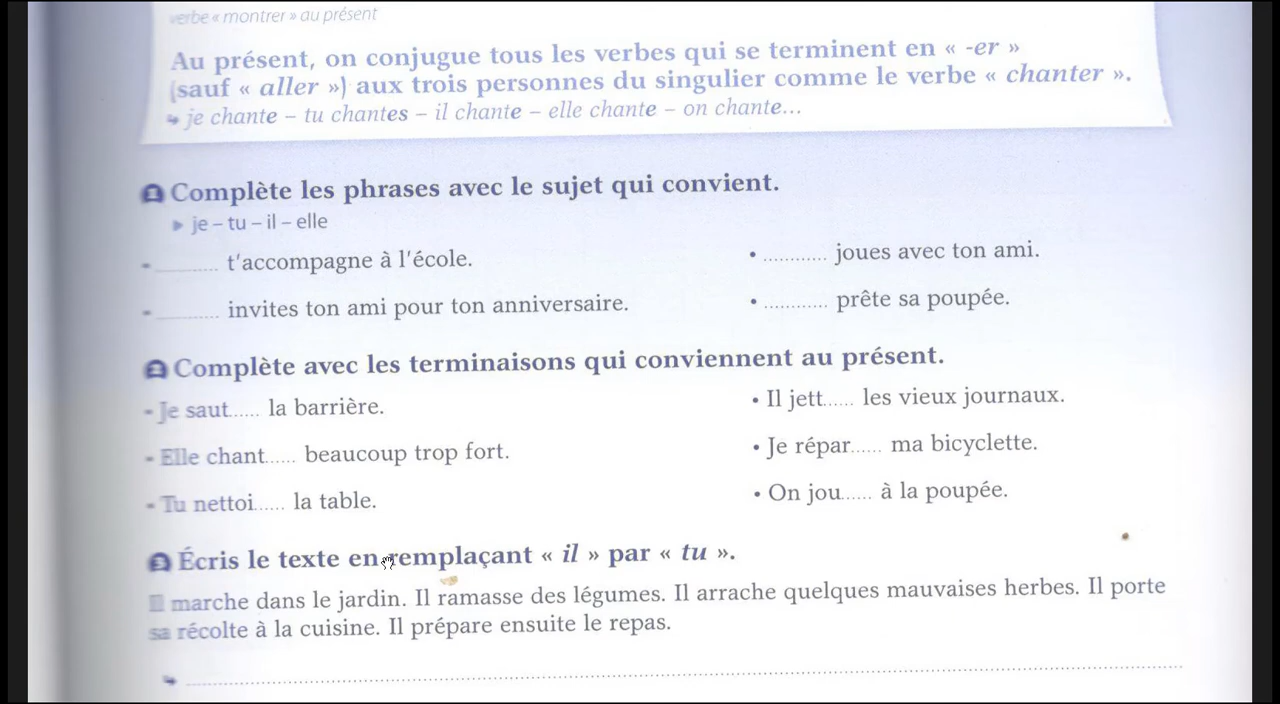 verbe « montrer » au présent
Au présent, on conjugue tous les verbes qui se terminent en « -er »
(sauf « aller ») aux trois personnes du singulier comme le verbe « chanter ».
↪ je chante – tu chantes – il chante – elle chante – on chante...
1 Complète les phrases avec le sujet qui convient.
▶ je – tu – il – elle
• ............ t'accompagne à l'école.
• ............ joues avec ton ami.
• ............ invites ton ami pour ton anniversaire.
• ............ prête sa poupée.
2 Complète avec les terminaisons qui conviennent au présent.
• Je saut...... la barrière.
• Il jett...... les vieux journaux.
• Elle chant...... beaucoup trop fort.
• Je répar...... ma bicyclette.
• Tu nettoi...... la table.
• On jou...... à la poupée.
3 Écris le texte en remplaçant « il » par « tu ».
Il marche dans le jardin. Il ramasse des légumes. Il arrache quelques mauvaises herbes. Il porte
sa récolte à la cuisine. Il prépare ensuite le repas.